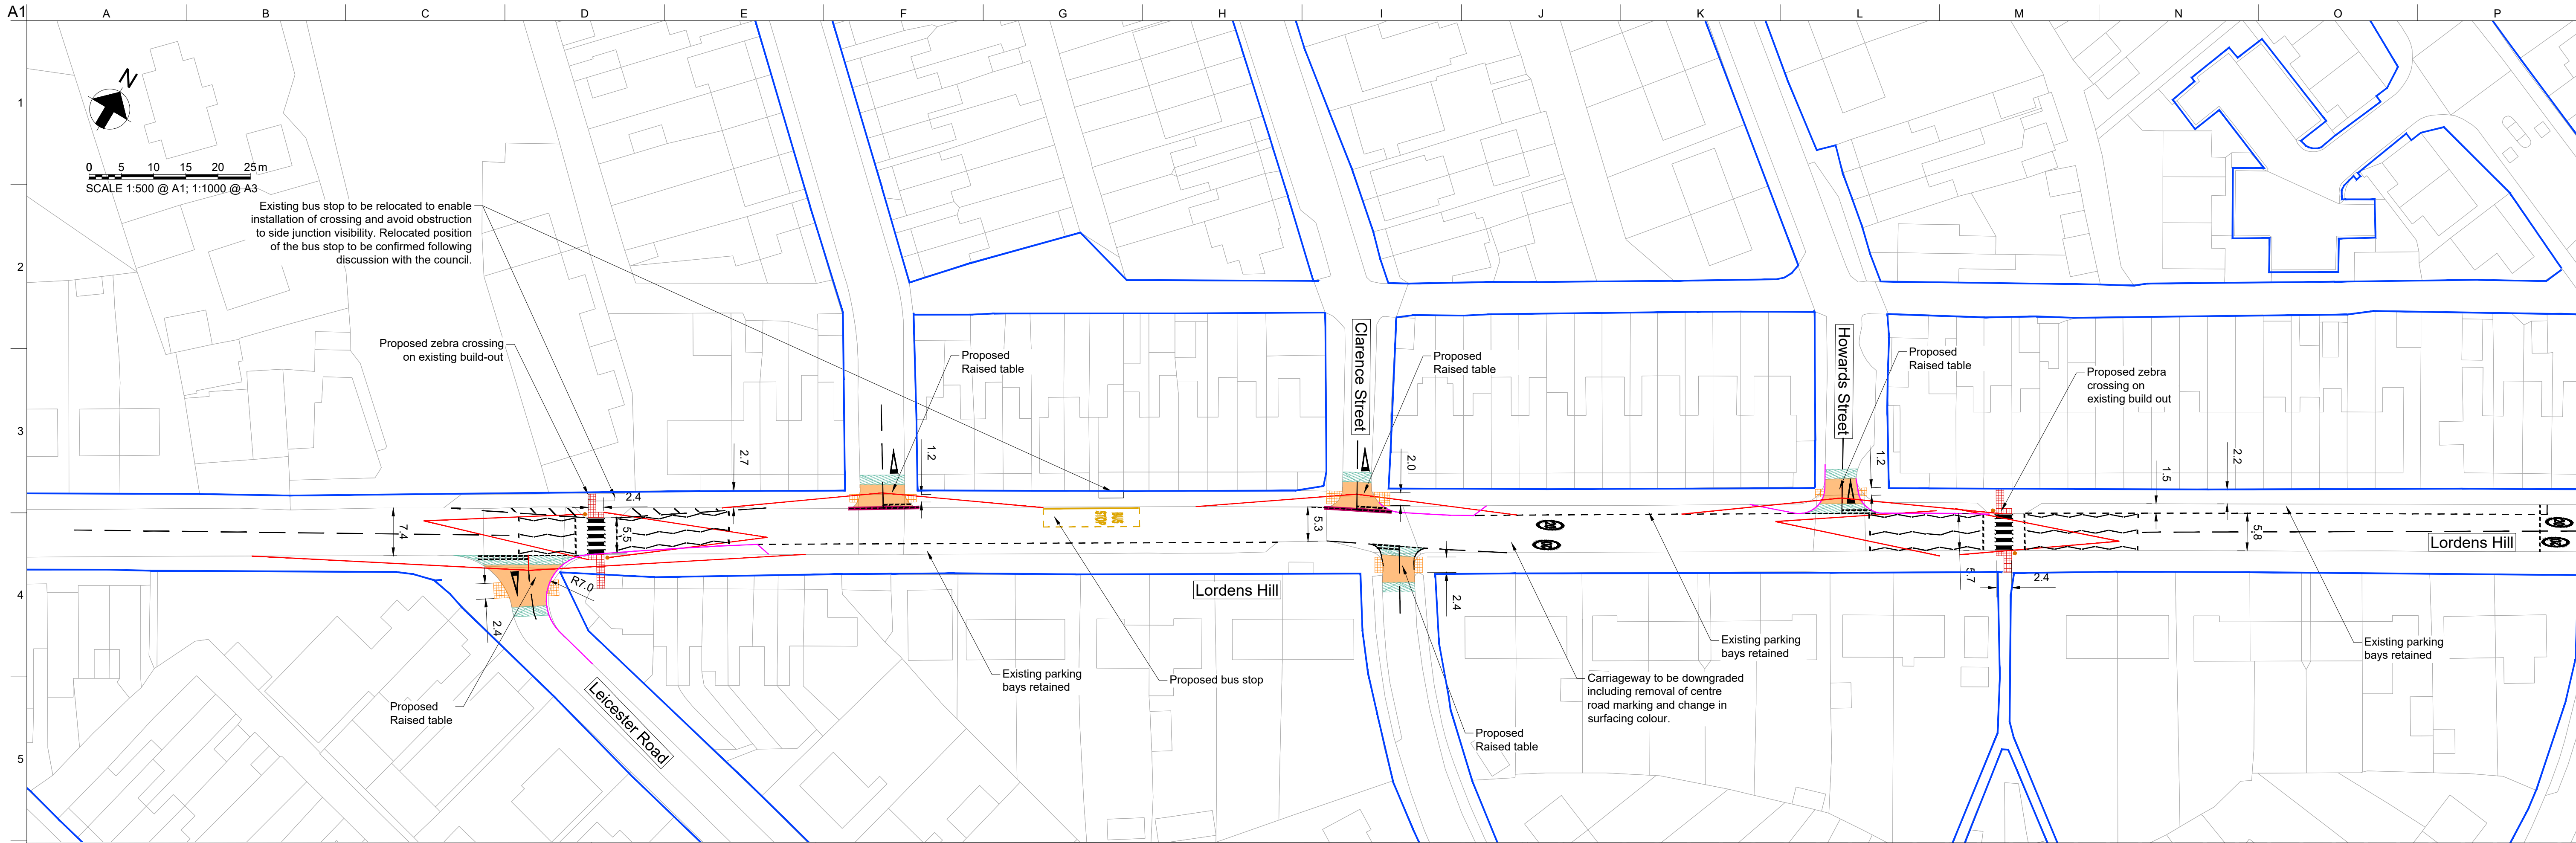 A1
A
B
C
D
E
F
G
H
I
J
K
L
M
N
O
P
1
2
3
4
5
N
0 5 10 15 20 25 m
SCALE 1:500 @ A1; 1:1000 @ A3
Existing bus stop to be relocated to enable
installation of crossing and avoid obstruction
to side junction visibility. Relocated position
of the bus stop to be confirmed following
discussion with the council.
Proposed zebra crossing
on existing build-out
Proposed
Raised table
Clarence Street
Proposed
Raised table
Howards Street
Proposed
Raised table
Proposed zebra
crossing on
existing build out
2.7
1.2
2.0
1.2
1.5
2.2
2.4
7.4
5.5
BUS
STOP
5.3
20
20
20
20
5.8
Lordens Hill
5.7
2.4
R7.0
2.4
Lordens Hill
2.4
Existing parking
bays retained
Existing parking
bays retained
Existing parking
bays retained
Proposed bus stop
Carriageway to be downgraded
including removal of centre
road marking and change in
surfacing colour.
Proposed
Raised table
Leicester Road
Proposed
Raised table